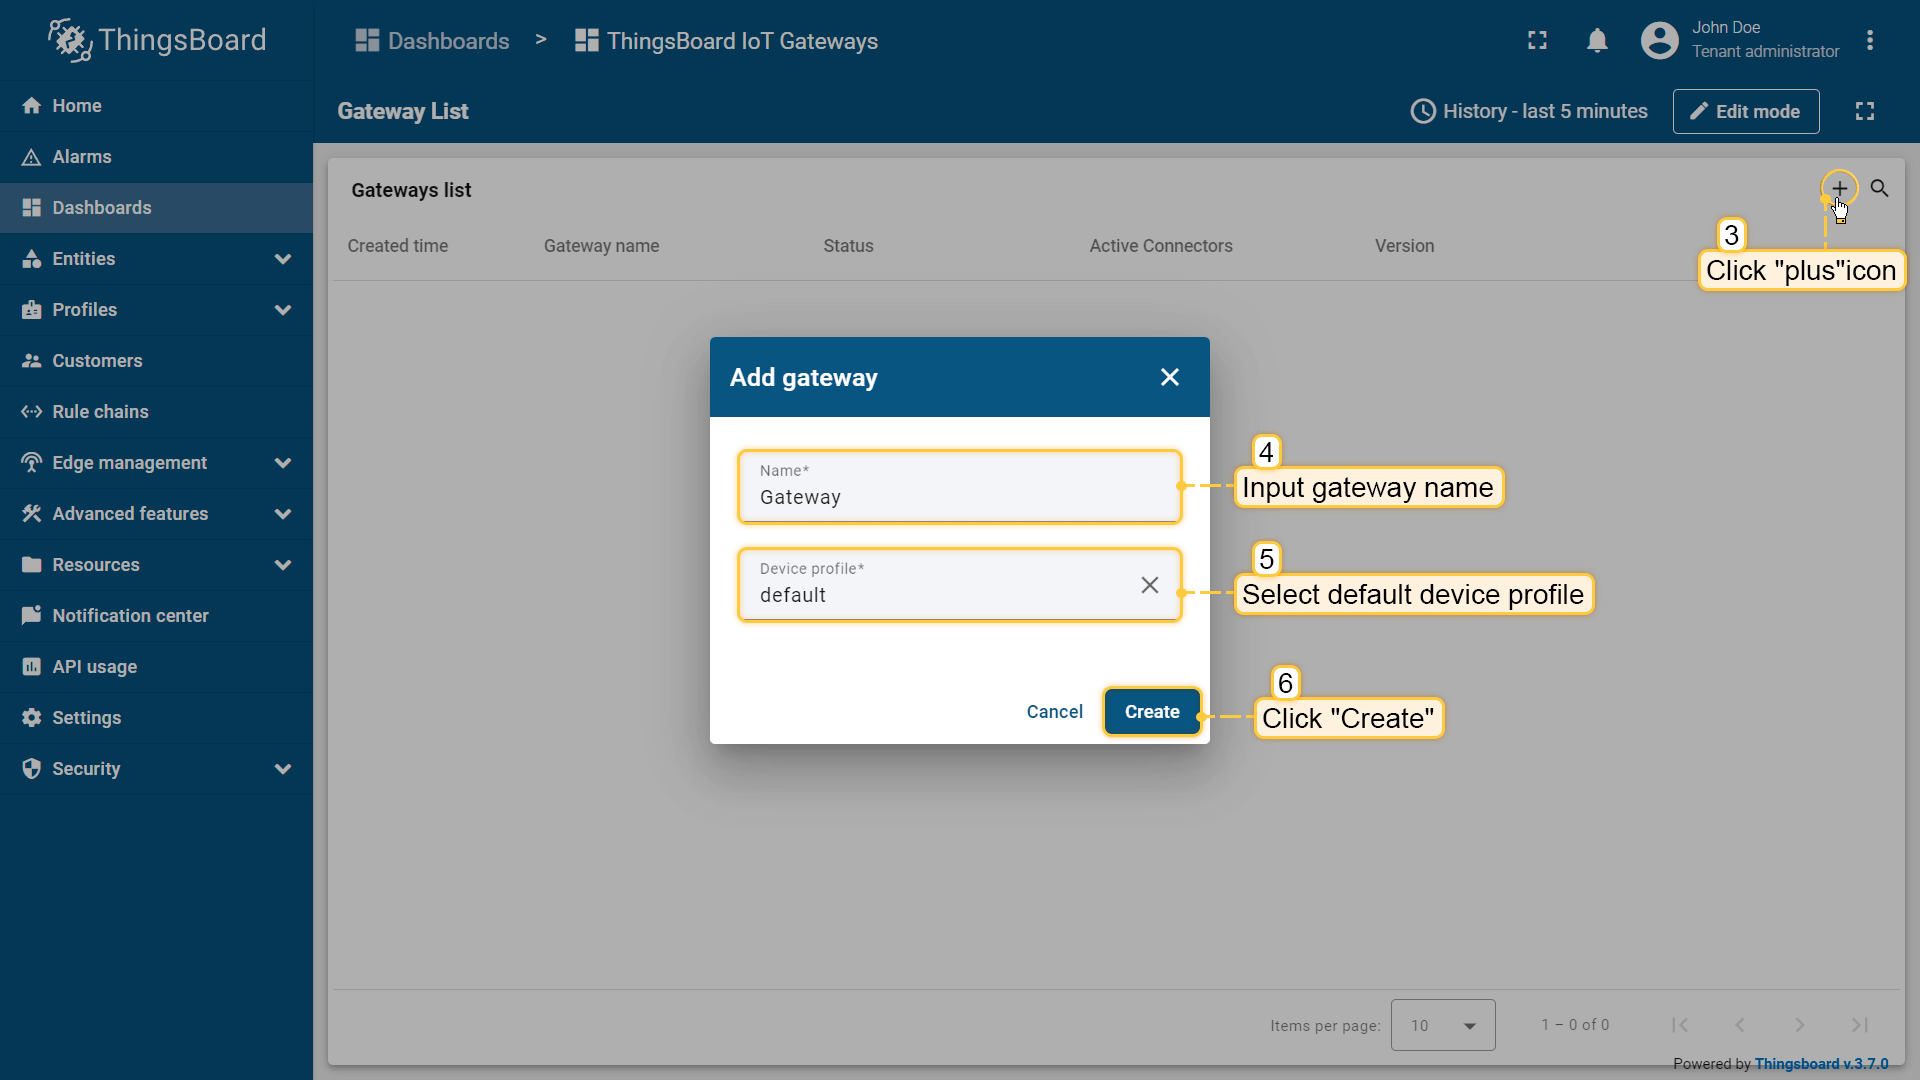 ThingsBoard
Dashboards > ThingsBoard IoT Gateways
John Doe
Tenant administrator
Gateway List
History - last 5 minutes
Edit mode
Home
Alarms
Dashboards
Entities
Profiles
Customers
Rule chains
Edge management
Advanced features
Resources
Notification center
API usage
Settings
Security
Gateways list
Created time Gateway name Status Active Connectors Version
3
Click "plus"icon
Add gateway
Name*
Gateway
4
Input gateway name
Device profile*
default
5
Select default device profile
Cancel Create
6
Click "Create"
Items per page: 10 1 – 0 of 0
Powered by Thingsboard v.3.7.0